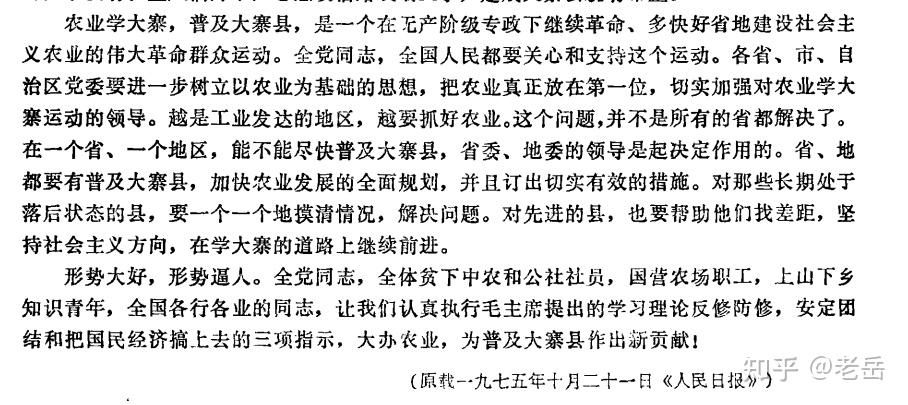 农业学大寨，普及大寨县，是一个在无产阶级专政下继续革命、多快好省地建设社会主
义农业的伟大革命群众运动。全党同志，全国人民都要关心和支持这个运动。各省、市、自
治区党委要进一步树立以农业为基础的思想，把农业真正放在第一位，切实加强对农业学大
寨运动的领导。越是工业发达的地区，越要抓好农业。这个问题，并不是所有的省都解决了。
在一个省、一个地区，能不能尽快普及大寨县，省委、地委的领导是起决定作用的。省、地
都要有普及大寨县，加快农业发展的全面规划，并且订出切实有效的措施。对那些长期处于
落后状态的县，要一个一个地摸清情况，解决问题。对先进的县，也要帮助他们找差距，坚
持社会主义方向，在学大寨的道路上继续前进。
形势大好，形势逼人。全党同志，全体贫下中农和公社社员，国营农场职工，上山下乡
知识青年，全国各行各业的同志，让我们认真执行毛主席提出的学习理论反修防修，安定团
结和把国民经济搞上去的三项指示，大办农业，为普及大寨县作出新贡献！
（原载一九七五年十月二十一日《人民日报》）
知乎 @老岳